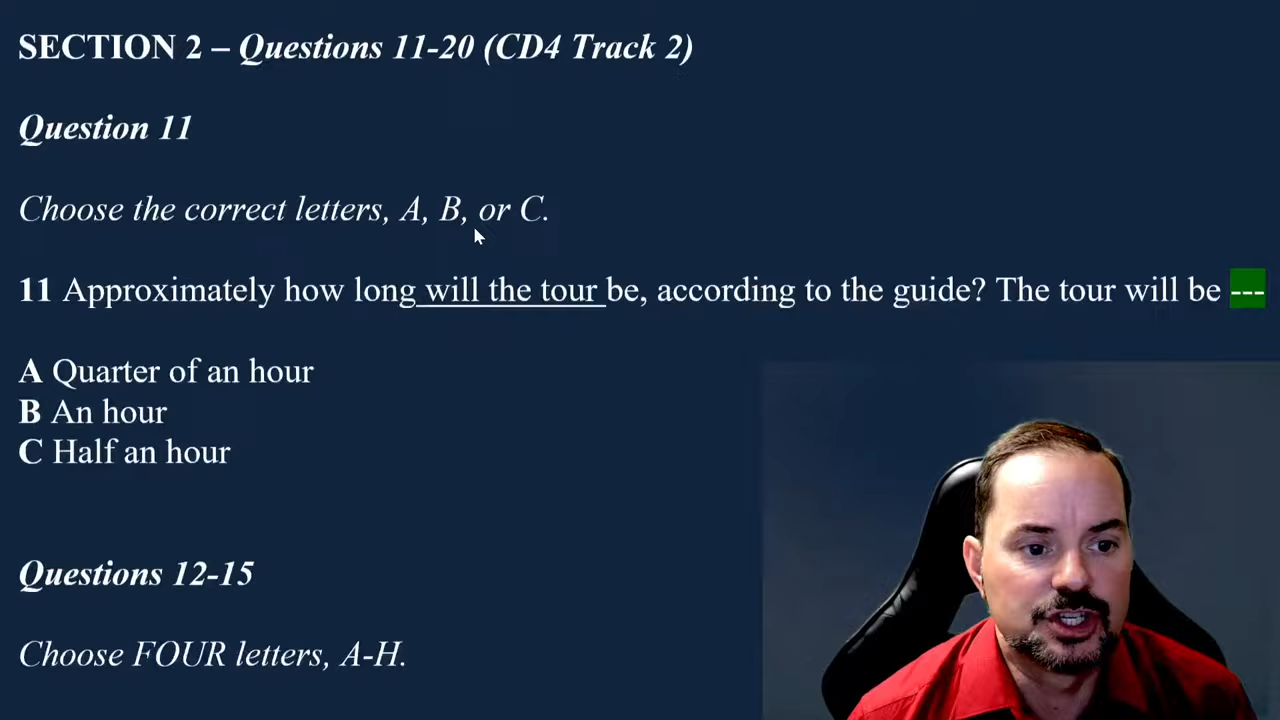 SECTION 2 – Questions 11-20 (CD4 Track 2)
Question 11
Choose the correct letters, A, B, or C.
11 Approximately how long will the tour be, according to the guide? The tour will be ---
A Quarter of an hour
B An hour
C Half an hour
Questions 12-15
Choose FOUR letters, A-H.